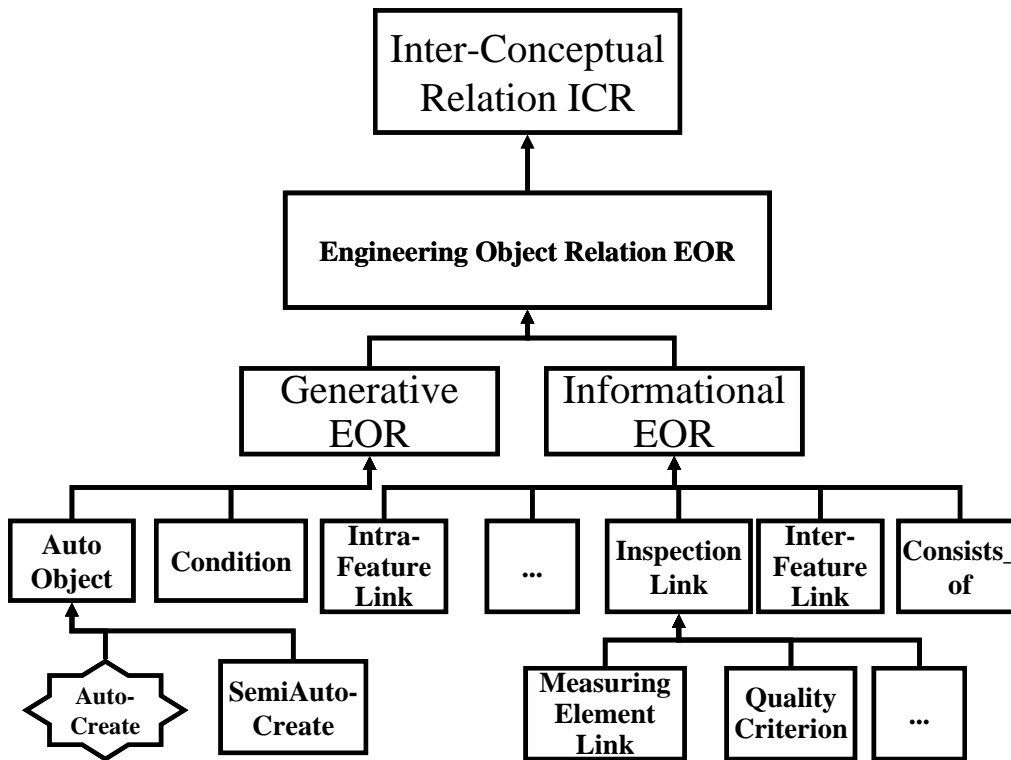 Inter-Conceptual
Relation ICR
Engineering Object Relation EOR
Generative
EOR
Informational
EOR
Auto
Object
Condition
Intra-
Feature
Link
...
Inspection
Link
Inter-
Feature
Link
Consists_
of
Auto-
Create
SemiAuto-
Create
Measuring
Element
Link
Quality
Criterion
...